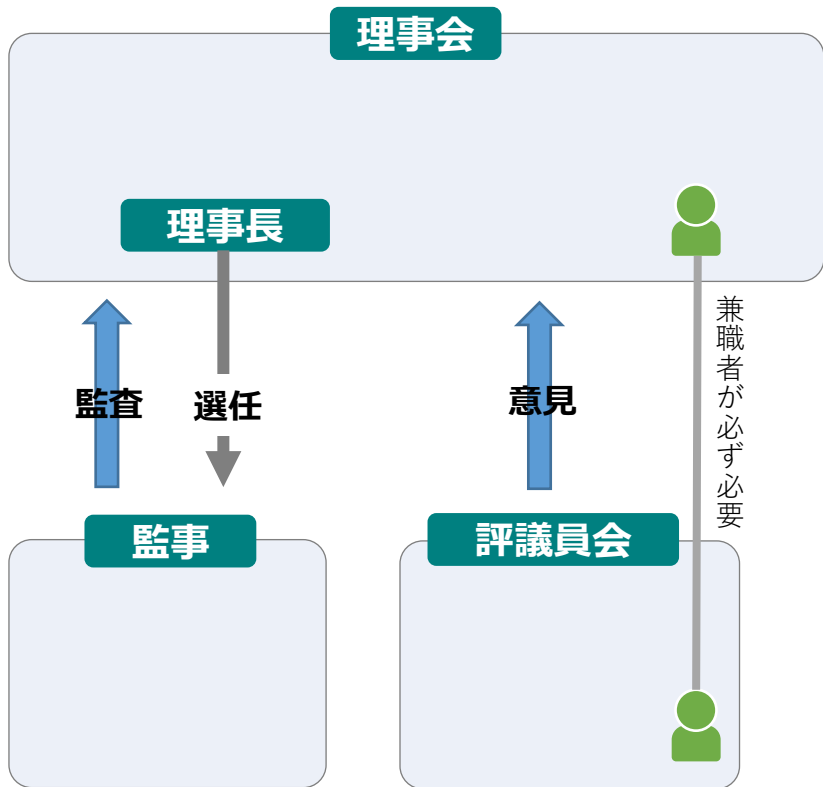 理事会
理事長
監査
選任
意見
兼職者が必ず必要
監事
評議員会